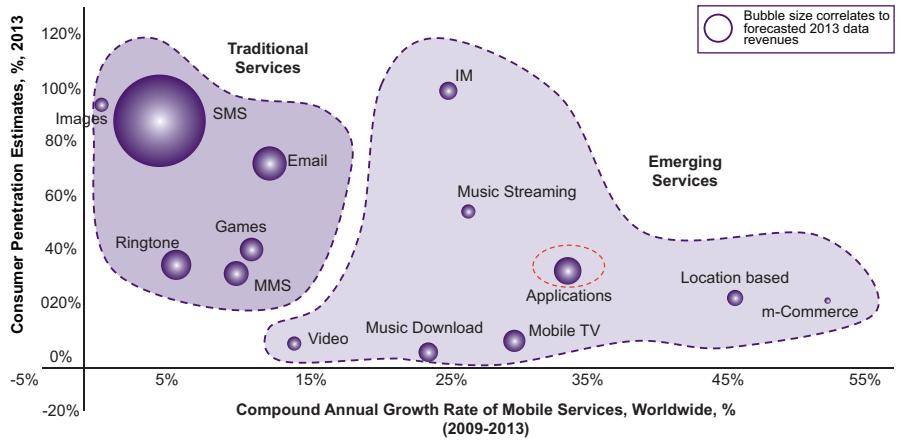 Bubble size correlates to
forecasted 2013 data
revenues
Consumer Penetration Estimates, %, 2013
120%
100%
80%
60%
40%
020%
0%
-20%
Traditional
Services
Images
SMS
Email
Games
Ringtone
MMS
IM
Music Streaming
Emerging
Services
Applications
Location based
m-Commerce
Video
Music Download
Mobile TV
-5%
5%
15%
25%
35%
45%
55%
Compound Annual Growth Rate of Mobile Services, Worldwide, %
(2009-2013)